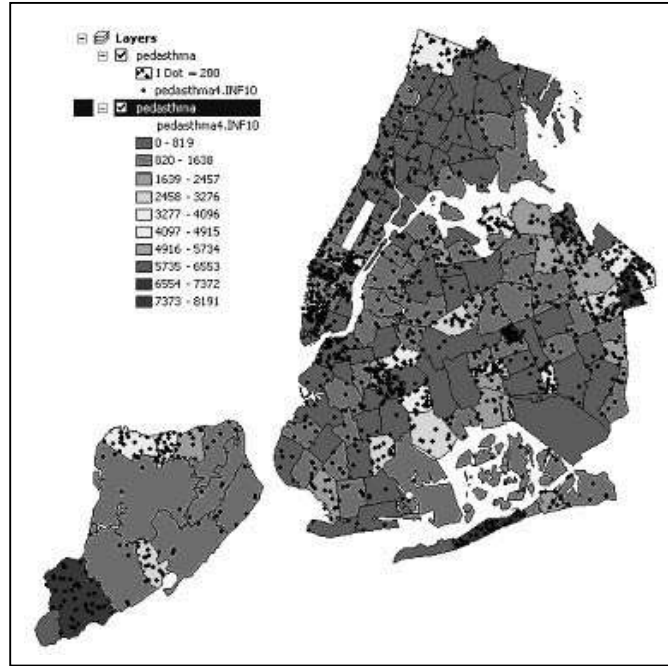 Layers
pedasthma
1 Dot = 200
pedasthma4.INF10
pedasthma
pedasthma4.INF10
0 - 819
820 - 1638
1639 - 2457
2458 - 3276
3277 - 4096
4097 - 4915
4916 - 5734
5735 - 6553
6554 - 7372
7373 - 8191